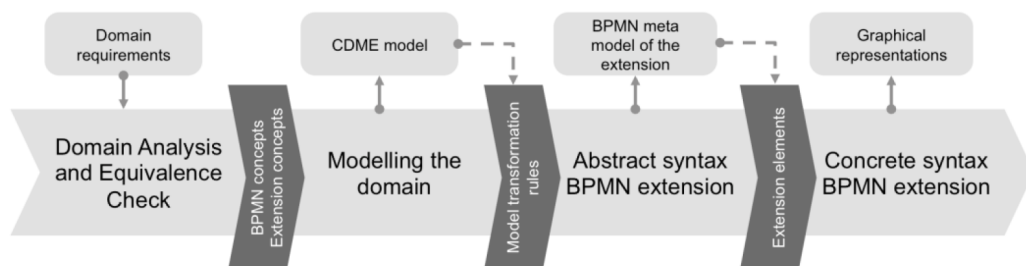 Domain
requirements
CDME model
BPMN meta
model of the
extension
Graphical
representations
Domain Analysis
and Equivalence
Check
BPMN concepts
Extension concepts
Modelling the
domain
Model transformation
rules
Abstract syntax
BPMN extension
Extension elements
Concrete syntax
BPMN extension